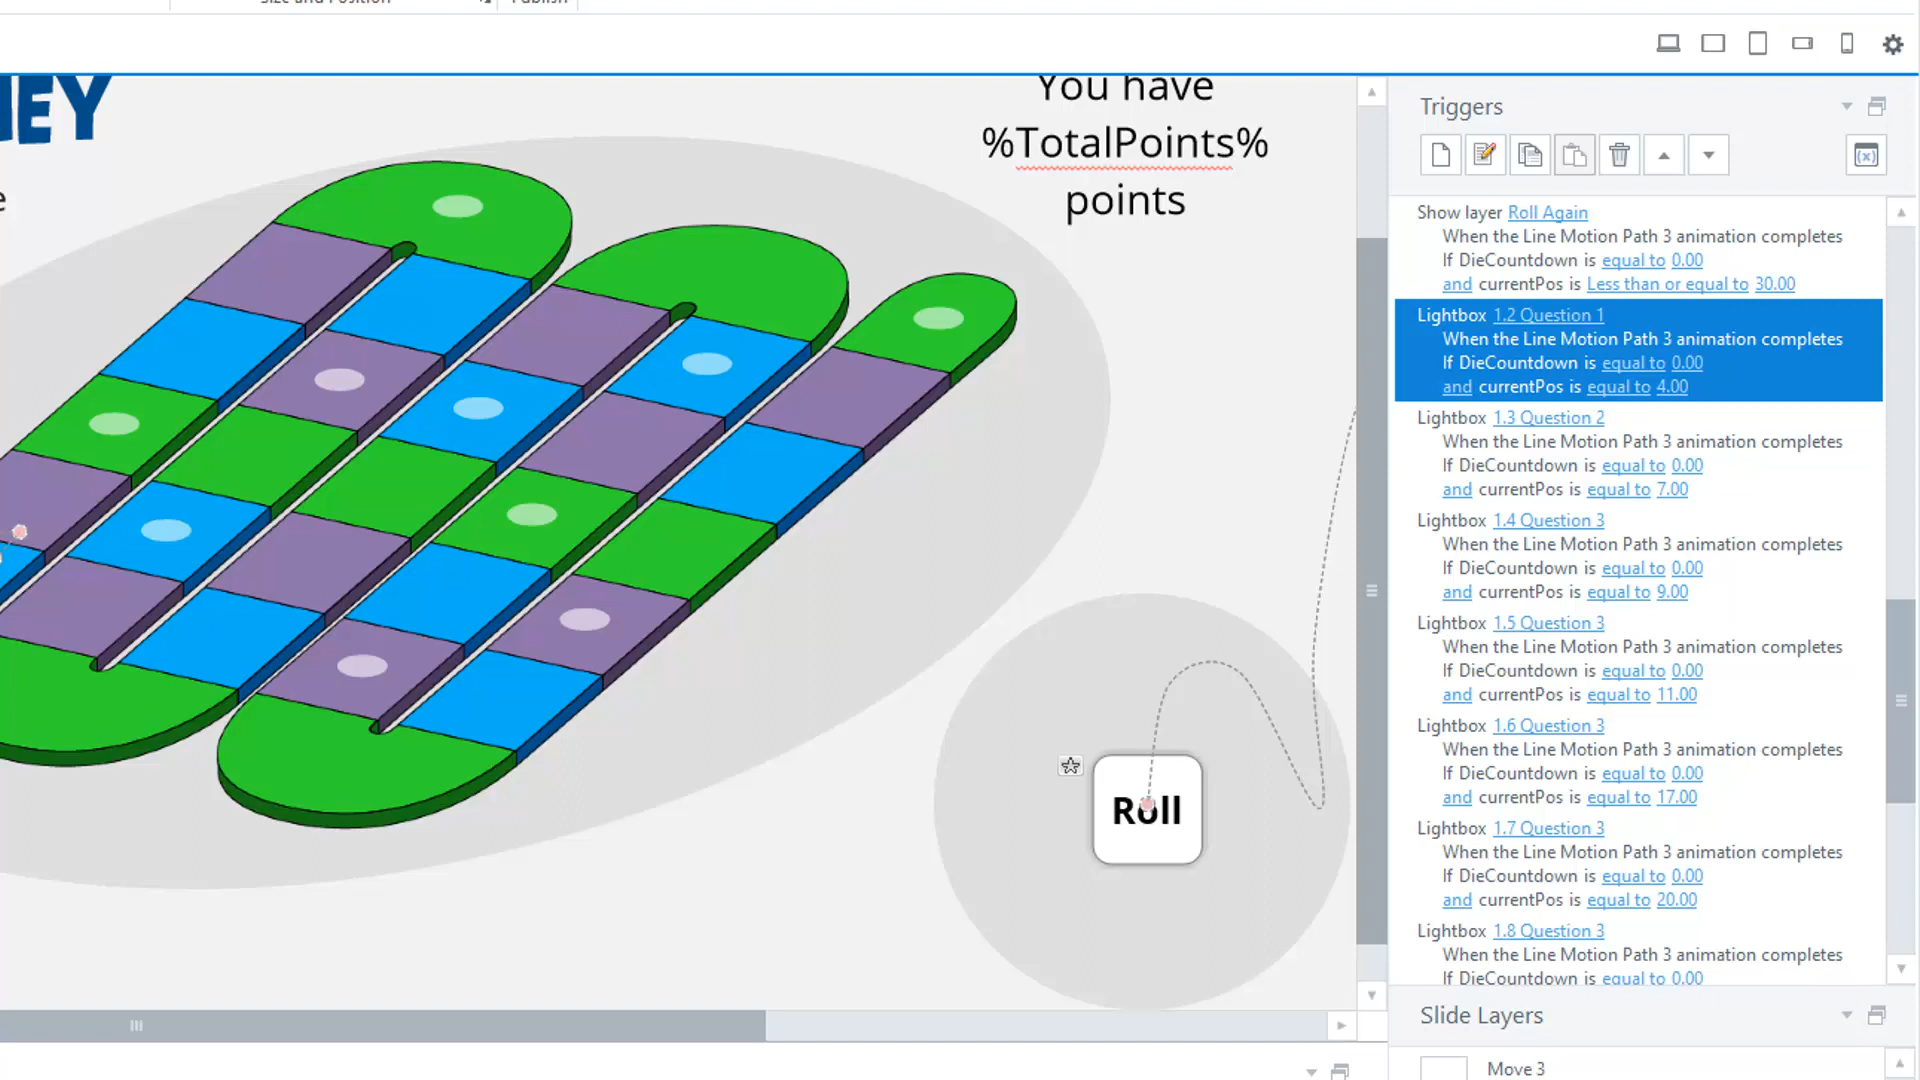 Size and Position
Publish
NEY
You have
%TotalPoints%
points
e
Roll
Triggers
Show layer Roll Again
When the Line Motion Path 3 animation completes
If DieCountdown is equal to 0.00
and currentPos is Less than or equal to 30.00
Lightbox 1.2 Question 1
When the Line Motion Path 3 animation completes
If DieCountdown is equal to 0.00
and currentPos is equal to 4.00
Lightbox 1.3 Question 2
When the Line Motion Path 3 animation completes
If DieCountdown is equal to 0.00
and currentPos is equal to 7.00
Lightbox 1.4 Question 3
When the Line Motion Path 3 animation completes
If DieCountdown is equal to 0.00
and currentPos is equal to 9.00
Lightbox 1.5 Question 3
When the Line Motion Path 3 animation completes
If DieCountdown is equal to 0.00
and currentPos is equal to 11.00
Lightbox 1.6 Question 3
When the Line Motion Path 3 animation completes
If DieCountdown is equal to 0.00
and currentPos is equal to 17.00
Lightbox 1.7 Question 3
When the Line Motion Path 3 animation completes
If DieCountdown is equal to 0.00
and currentPos is equal to 20.00
Lightbox 1.8 Question 3
When the Line Motion Path 3 animation completes
If DieCountdown is equal to 0.00
Slide Layers
Move 3